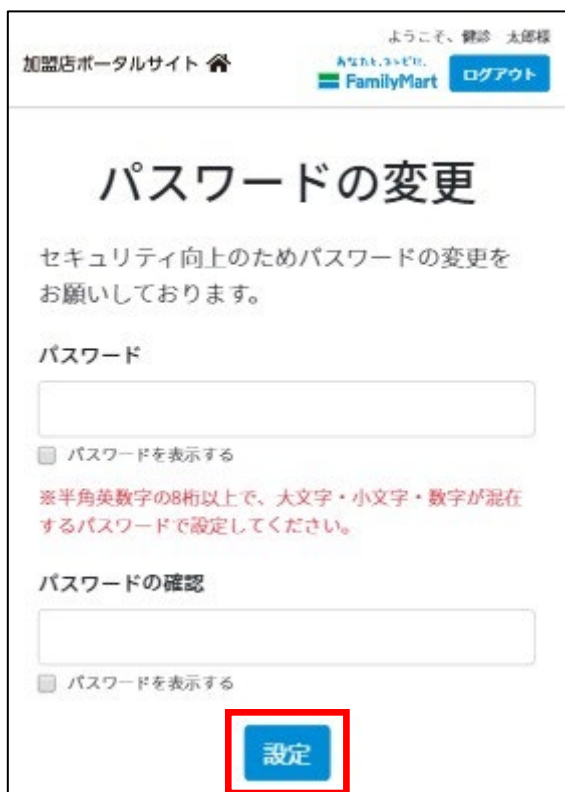 ようこそ、健診 太郎様
加盟店ポータルサイト
あなたと、コンビに、
FamilyMart
ログアウト
パスワードの変更
セキュリティ向上のためパスワードの変更を
お願いしております。
パスワード
パスワードを表示する
※半角英数字の8桁以上で、大文字・小文字・数字が混在
するパスワードで設定してください。
パスワードの確認
パスワードを表示する
設定